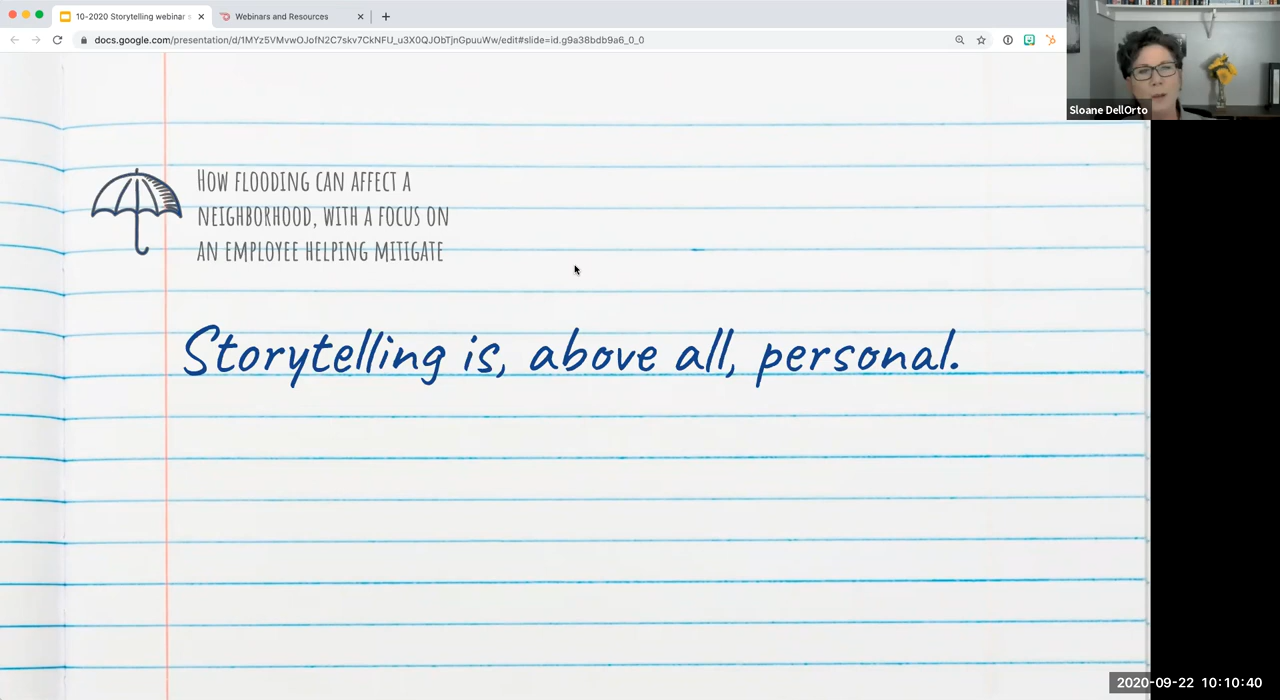 10-2020 Storytelling webinar
Webinars and Resources
docs.google.com/presentation/d/1MYz5VMvwOJofN2C7skv7CkNFU_u3X0QJObTjnGpuuWw/edit#slide=id.g9a38bdb9a6_0_0
Sloane DellOrto
How flooding can affect a
neighborhood, with a focus on
an employee helping mitigate
Storytelling is, above all, personal.
2020-09-22 10:10:40